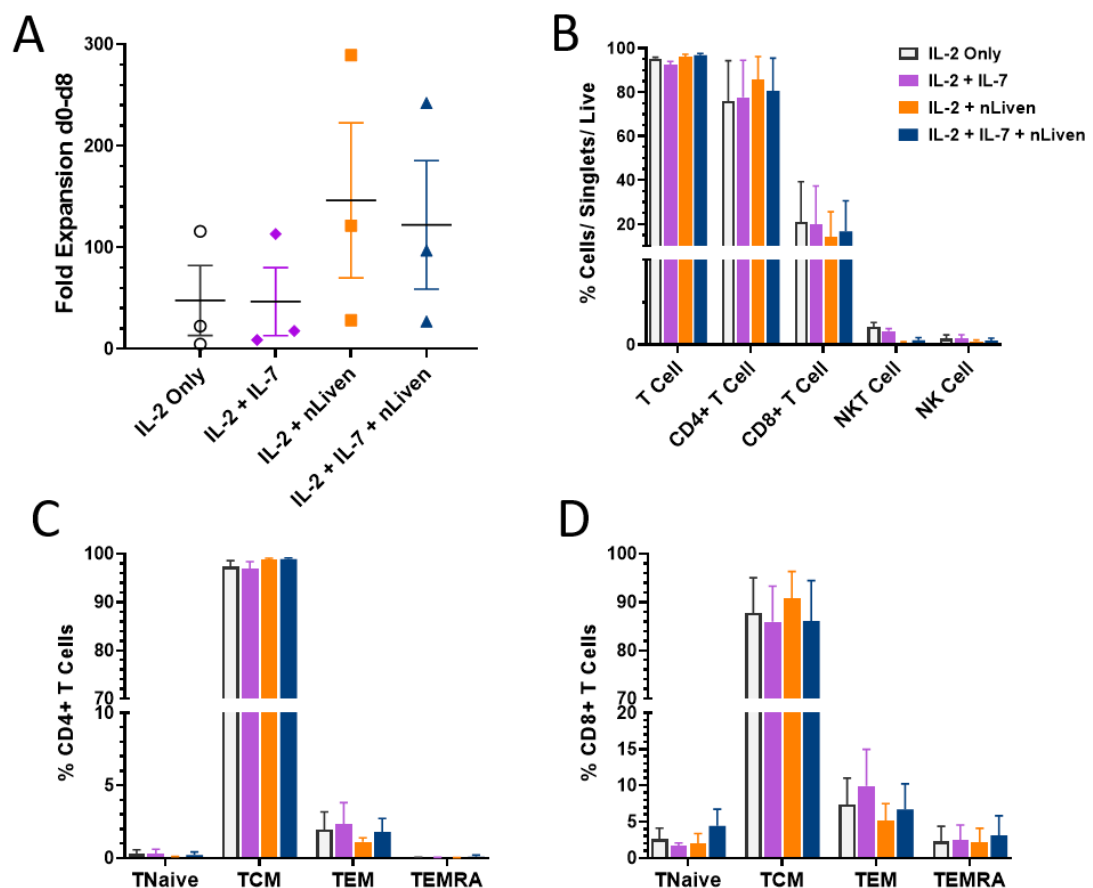 A
Fold Expansion d0-d8
300
200
100
0
IL-2 Only
IL-2 + IL-7
IL-2 + nLiven
IL-2 + IL-7 + nLiven
B
% Cells/ Singlets/ Live
100
80
60
40
20
0
IL-2 Only
IL-2 + IL-7
IL-2 + nLiven
IL-2 + IL-7 + nLiven
T Cell
CD4+ T Cell
CD8+ T Cell
NKT Cell
NK Cell
C
% CD4+ T Cells
100
90
80
70
10
5
0
TNaive
TCM
TEM
TEMRA
D
% CD8+ T Cells
100
90
80
70
20
15
10
5
0
TNaive
TCM
TEM
TEMRA